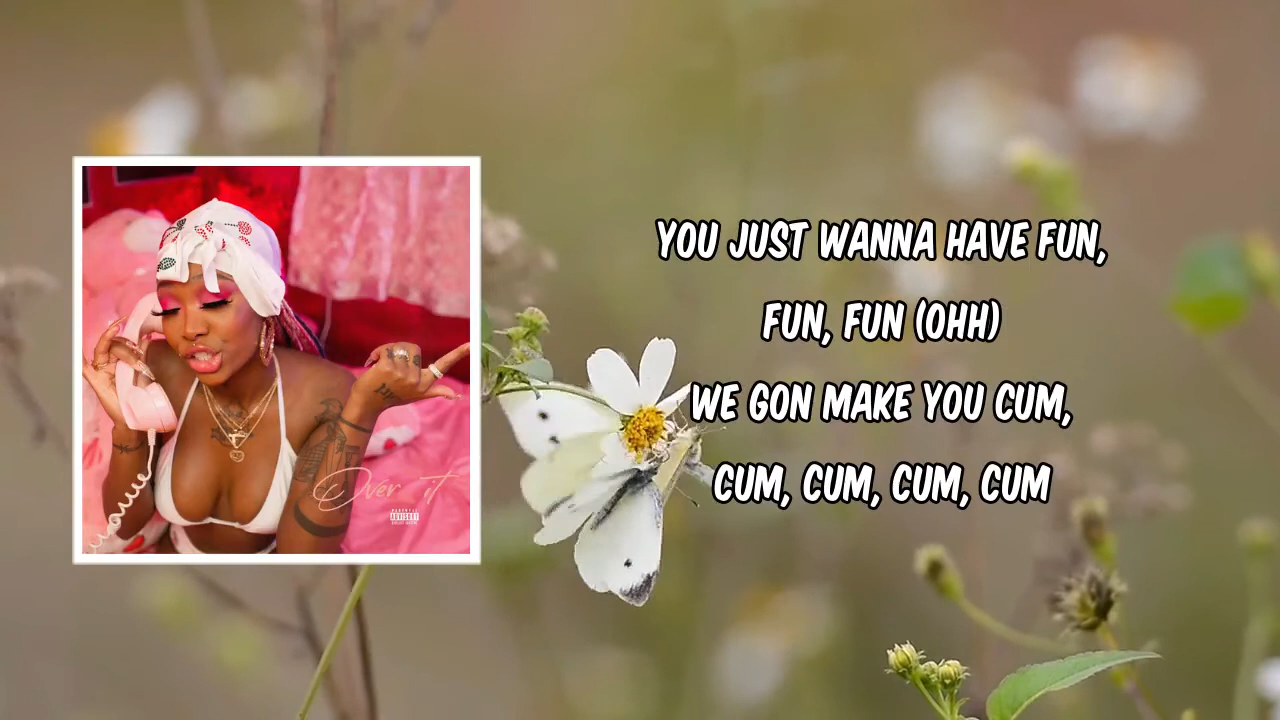 Over it
YOU JUST WANNA HAVE FUN,
FUN, FUN (OHH)
WE GON MAKE YOU CUM,
CUM, CUM, CUM, CUM